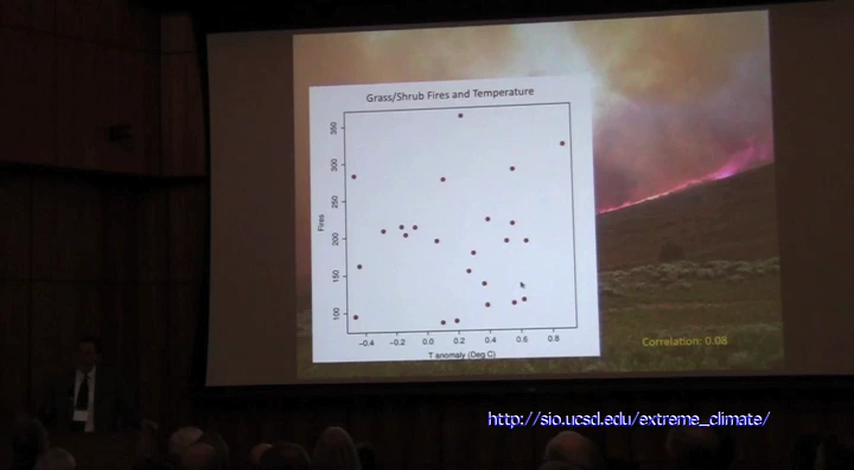 Grass/Shrub Fires and Temperature
350
300
250
200
150
100
Fires
−0.4 −0.2 0.0 0.2 0.4 0.6 0.8
T anomaly (Deg C)
Correlation: 0.08
http://sio.ucsd.edu/extreme_climate/